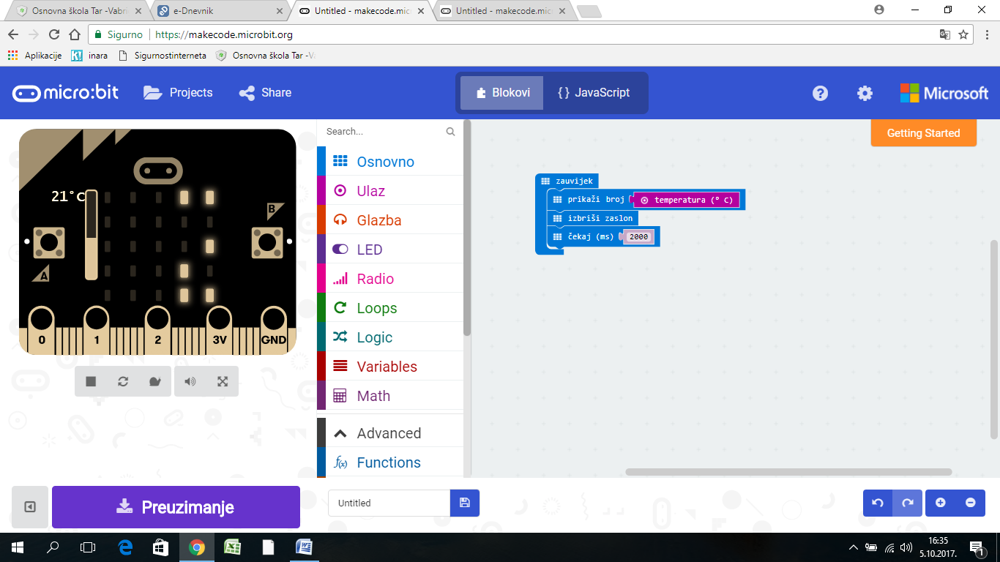 Osnovna škola Tar -Vabri
e-Dnevnik
Untitled - makecode.mic
Untitled - makecode.mic
Sigurno https://makecode.microbit.org
Aplikacije inara Sigurnostinterneta Osnovna škola Tar -V
micro:bit Projects Share Blokovi {} JavaScript ? Microsoft
Getting Started
Search...
Osnovno
Ulaz
Glazba
LED
Radio
Loops
Logic
Variables
Math
Advanced
f(x) Functions
21°C
B
A
0 1 2 3V GND
zauvijek
prikaži broj temperatura (° C)
izbriši zaslon
čekaj (ms) 2000
Preuzimanje
Untitled
16:35
5.10.2017.
1